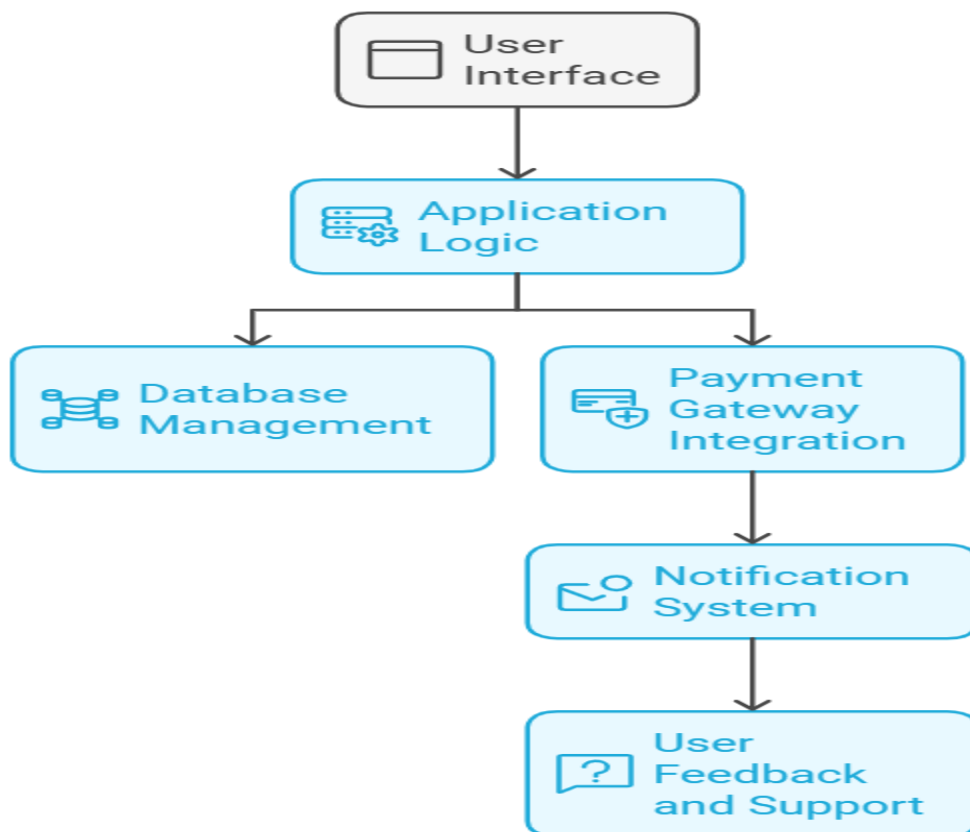 User
Interface
Application
Logic
Database
Management
Payment
Gateway
Integration
Notification
System
User
Feedback
and Support